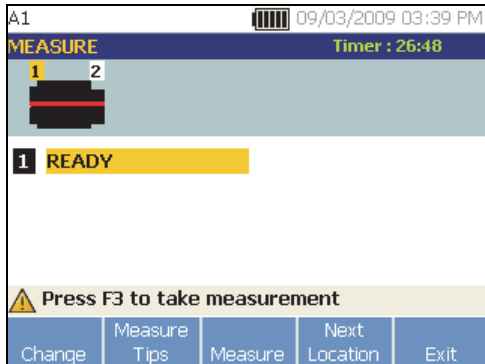 A1 09/03/2009 03:39 PM
MEASURE Timer : 26:48
1 2
1 READY
Press F3 to take measurement
Change Measure Tips Measure Next Location Exit